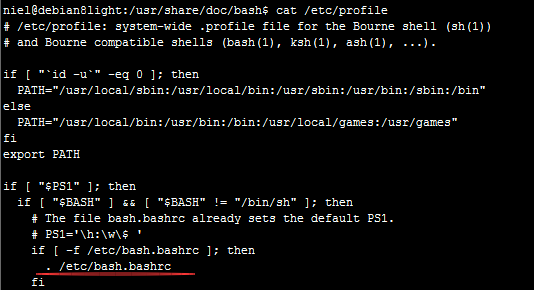 niel@debian8light:/usr/share/doc/bash$ cat /etc/profile
# /etc/profile: system-wide .profile file for the Bourne shell (sh(1))
# and Bourne compatible shells (bash(1), ksh(1), ash(1), ...).

if [ "`id -u`" -eq 0 ]; then
  PATH="/usr/local/sbin:/usr/local/bin:/usr/sbin:/usr/bin:/sbin:/bin"
else
  PATH="/usr/local/bin:/usr/bin:/bin:/usr/local/games:/usr/games"
fi
export PATH

if [ "$PS1" ]; then
  if [ "$BASH" ] && [ "$BASH" != "/bin/sh" ]; then
    # The file bash.bashrc already sets the default PS1.
    # PS1='\h:\w\$ '
    if [ -f /etc/bash.bashrc ]; then
      . /etc/bash.bashrc
    fi